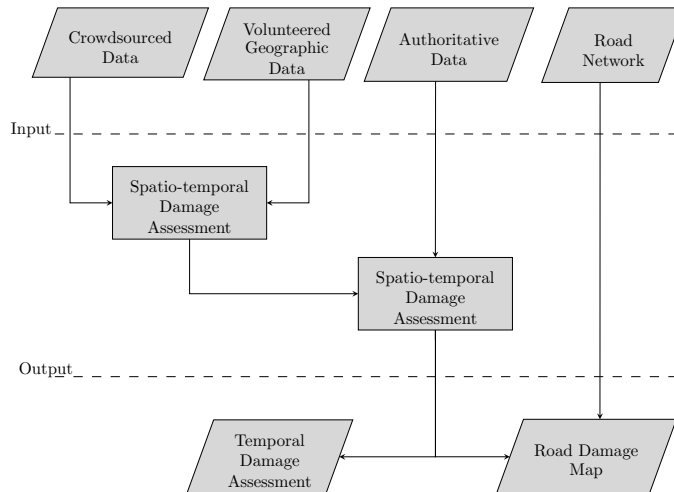 Crowdsourced
Data
Volunteered
Geographic
Data
Authoritative
Data
Road
Network
Input
Spatio-temporal
Damage
Assessment
Spatio-temporal
Damage
Assessment
Output
Temporal
Damage
Assessment
Road Damage
Map